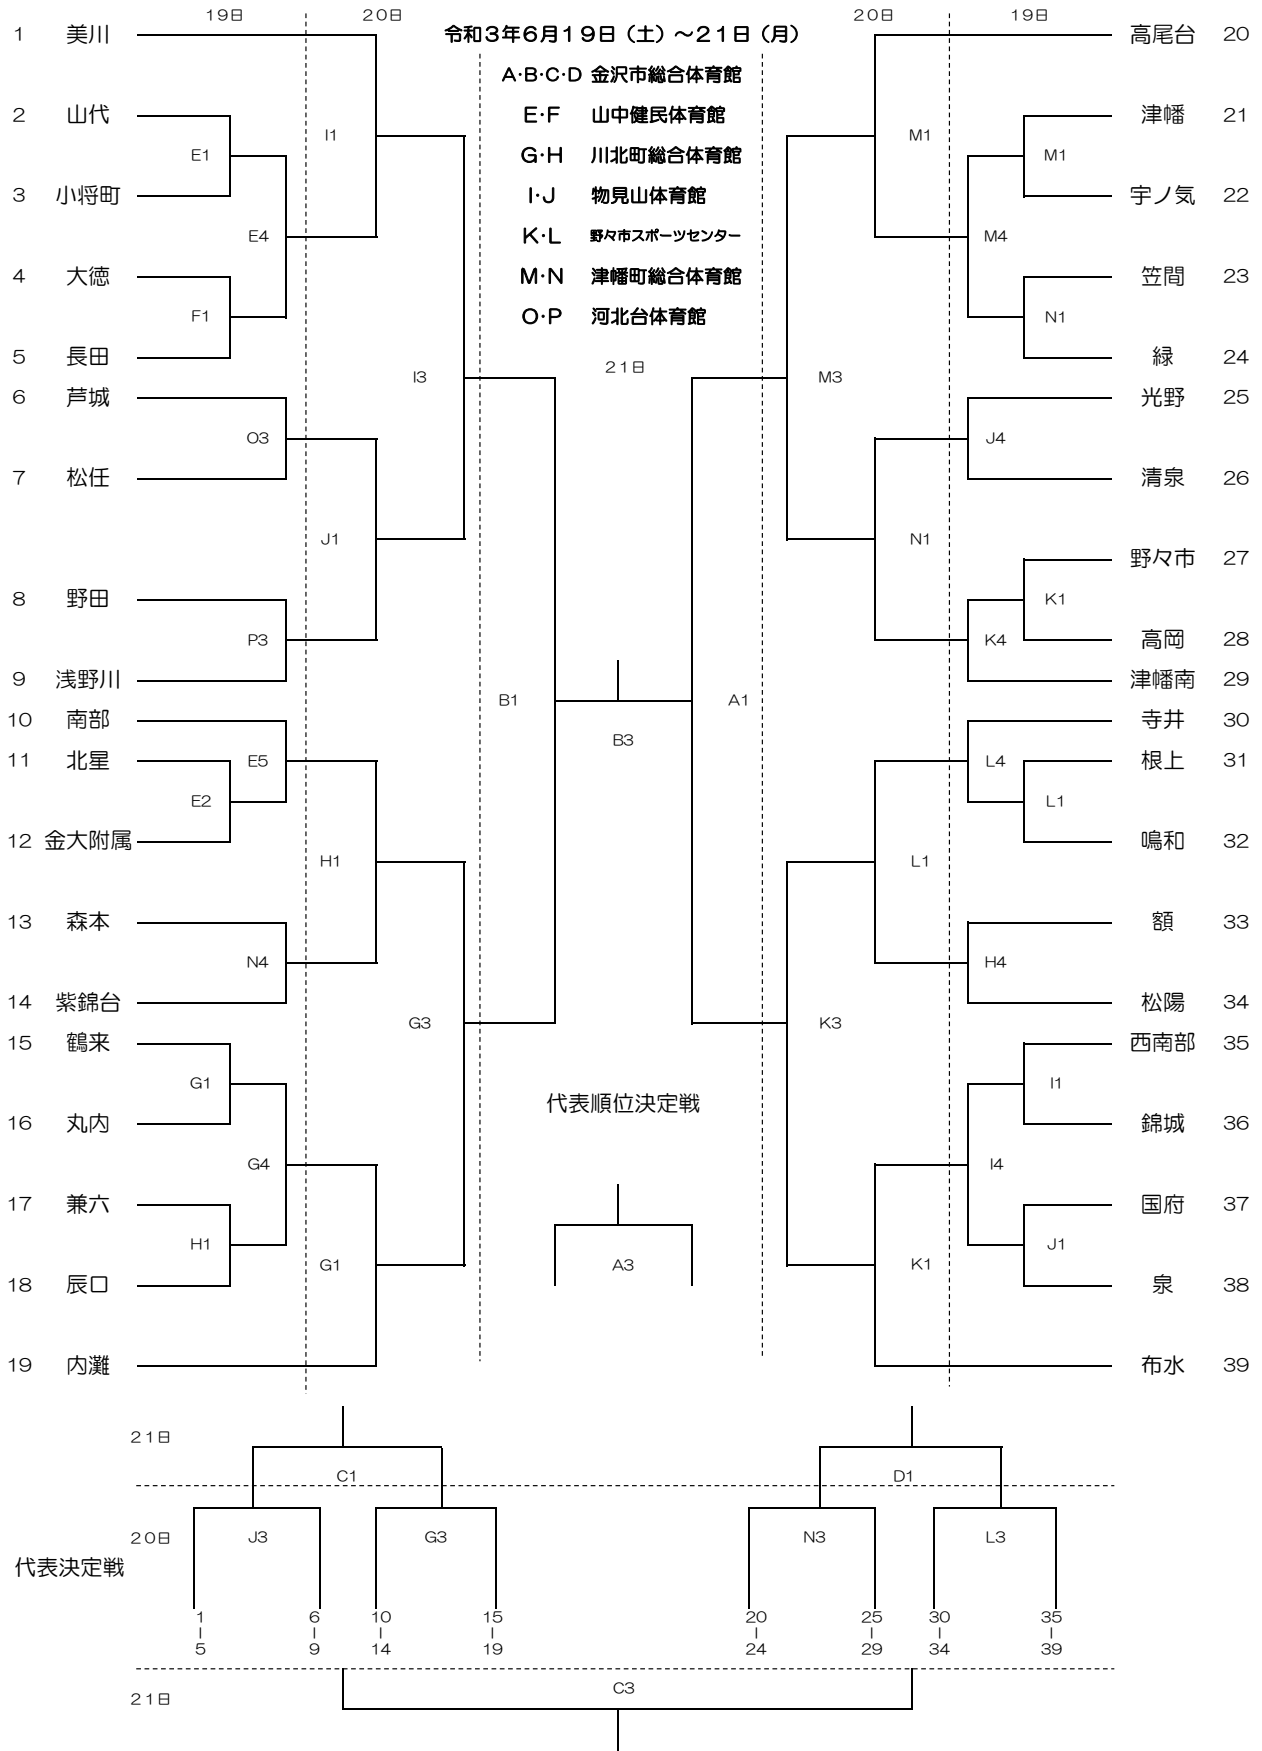 19日 20日 20日 19日
令和3年6月19日（土）～21日（月）
A・B・C・D 金沢市総合体育館
E・F 山中健民体育館
G・H 川北町総合体育館
I・J 物見山体育館
K・L 野々市スポーツセンター
M・N 津幡町総合体育館
O・P 河北台体育館
21日
1 美川
2 山代
3 小将町
4 大徳
5 長田
6 芦城
7 松任
8 野田
9 浅野川
10 南部
11 北星
12 金大附属
13 森本
14 紫錦台
15 鶴来
16 丸内
17 兼六
18 辰口
19 内灘
E1
F1
E2
G1
H1
E4
O3
P3
E5
N4
G4
I1
J1
H1
G1
I3
G3
B1
B3
A1
M3
K3
M1
N1
L1
K1
M4
J4
K4
L4
H4
I4
M1
N1
K1
L1
I1
J1
高尾台 20
津幡 21
宇ノ気 22
笠間 23
緑 24
光野 25
清泉 26
野々市 27
高岡 28
津幡南 29
寺井 30
根上 31
鳴和 32
額 33
松陽 34
西南部 35
錦城 36
国府 37
泉 38
布水 39
代表順位決定戦
A3
21日
C1 D1
20日 J3 G3 N3 L3
代表決定戦
1 6 10 15 20 25 30 35
| | | | | | | |
5 9 14 19 24 29 34 39
21日 C3